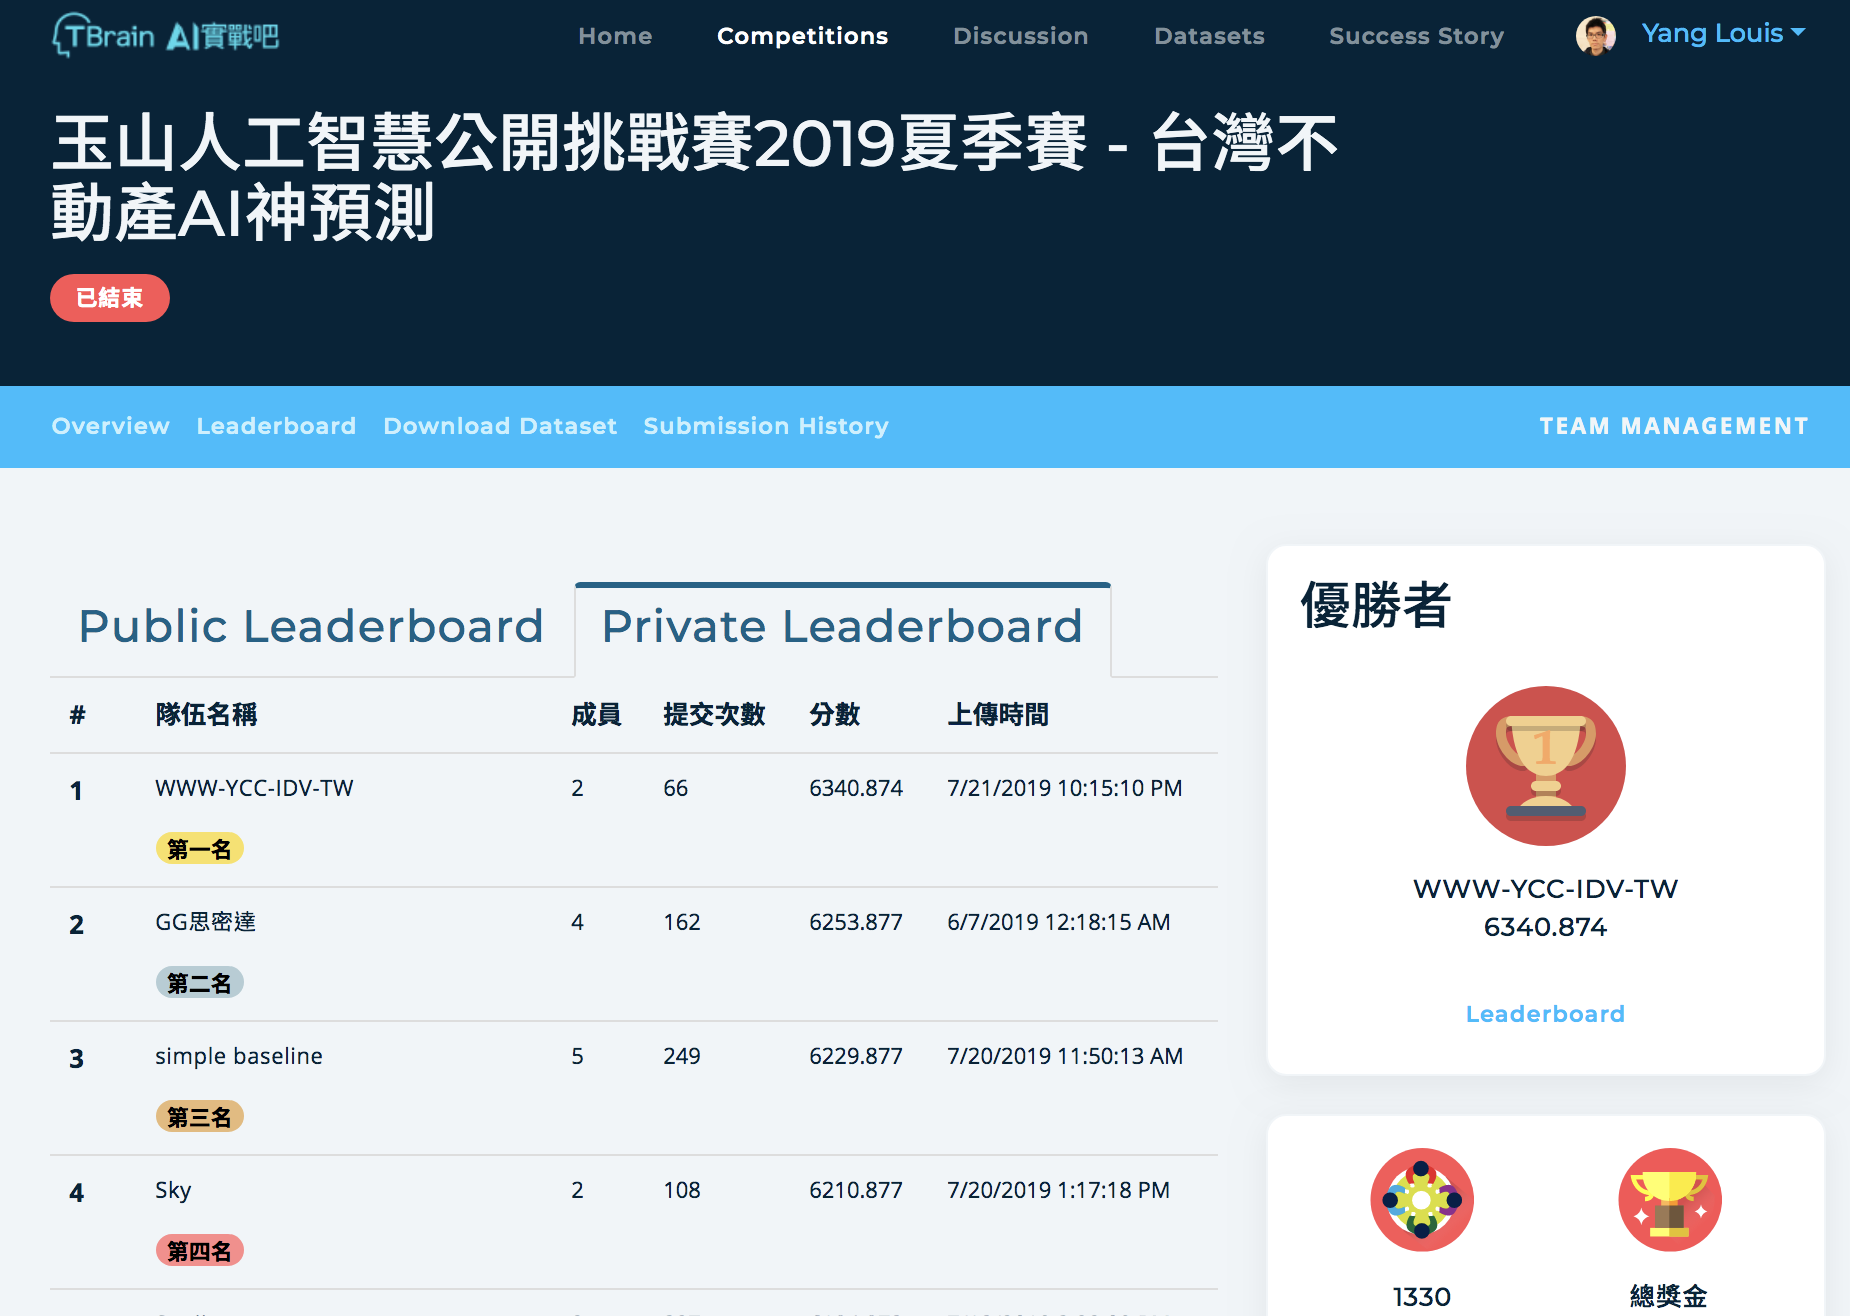 TBrain AI實戰吧
Home Competitions Discussion Datasets Success Story Yang Louis
玉山人工智慧公開挑戰賽2019夏季賽 - 台灣不
動產AI神預測
已結束
Overview Leaderboard Download Dataset Submission History TEAM MANAGEMENT
Public Leaderboard Private Leaderboard
# 隊伍名稱 成員 提交次數 分數 上傳時間
1 WWW-YCC-IDV-TW 2 66 6340.874 7/21/2019 10:15:10 PM
第一名
2 GG思密達 4 162 6253.877 6/7/2019 12:18:15 AM
第二名
3 simple baseline 5 249 6229.877 7/20/2019 11:50:13 AM
第三名
4 Sky 2 108 6210.877 7/20/2019 1:17:18 PM
第四名
優勝者
1
WWW-YCC-IDV-TW
6340.874
Leaderboard
1330 總獎金